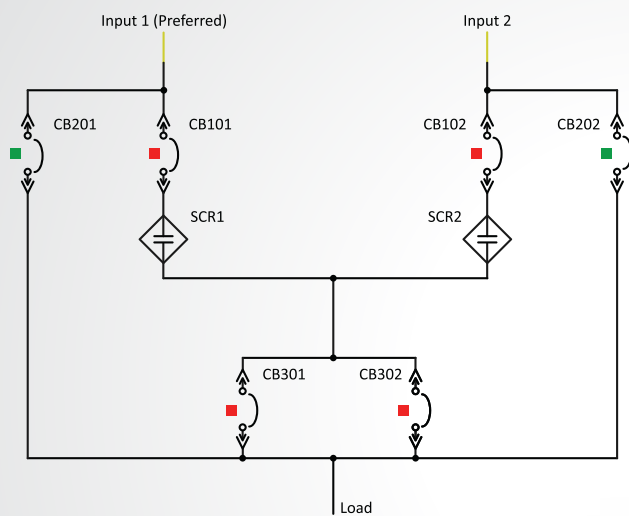 Input 1 (Preferred)
Input 2
CB201
CB101
CB102
CB202
SCR1
SCR2
CB301
CB302
Load